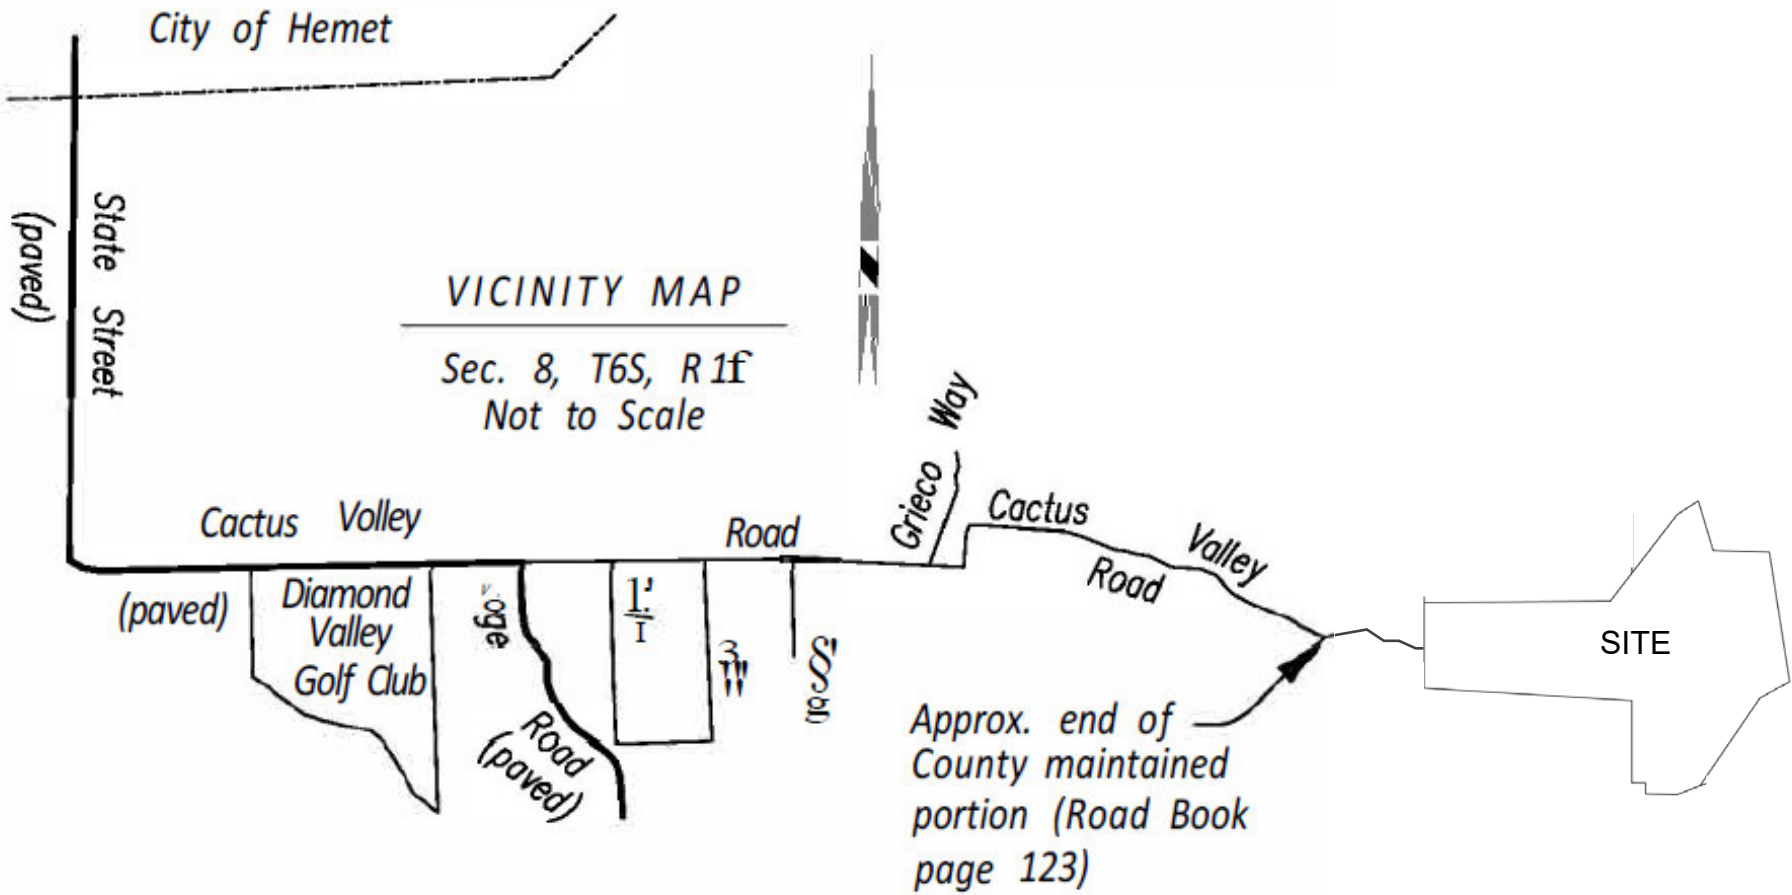 City of Hemet
State Street
(paved)
VICINITY MAP
Sec. 8, T6S, R 1f
Not to Scale
Grieco Way
Cactus Volley Road
Cactus Valley Road
(paved)
Diamond
Valley
Golf Club
Road
(paved)
SITE
Approx. end of
County maintained
portion (Road Book
page 123)